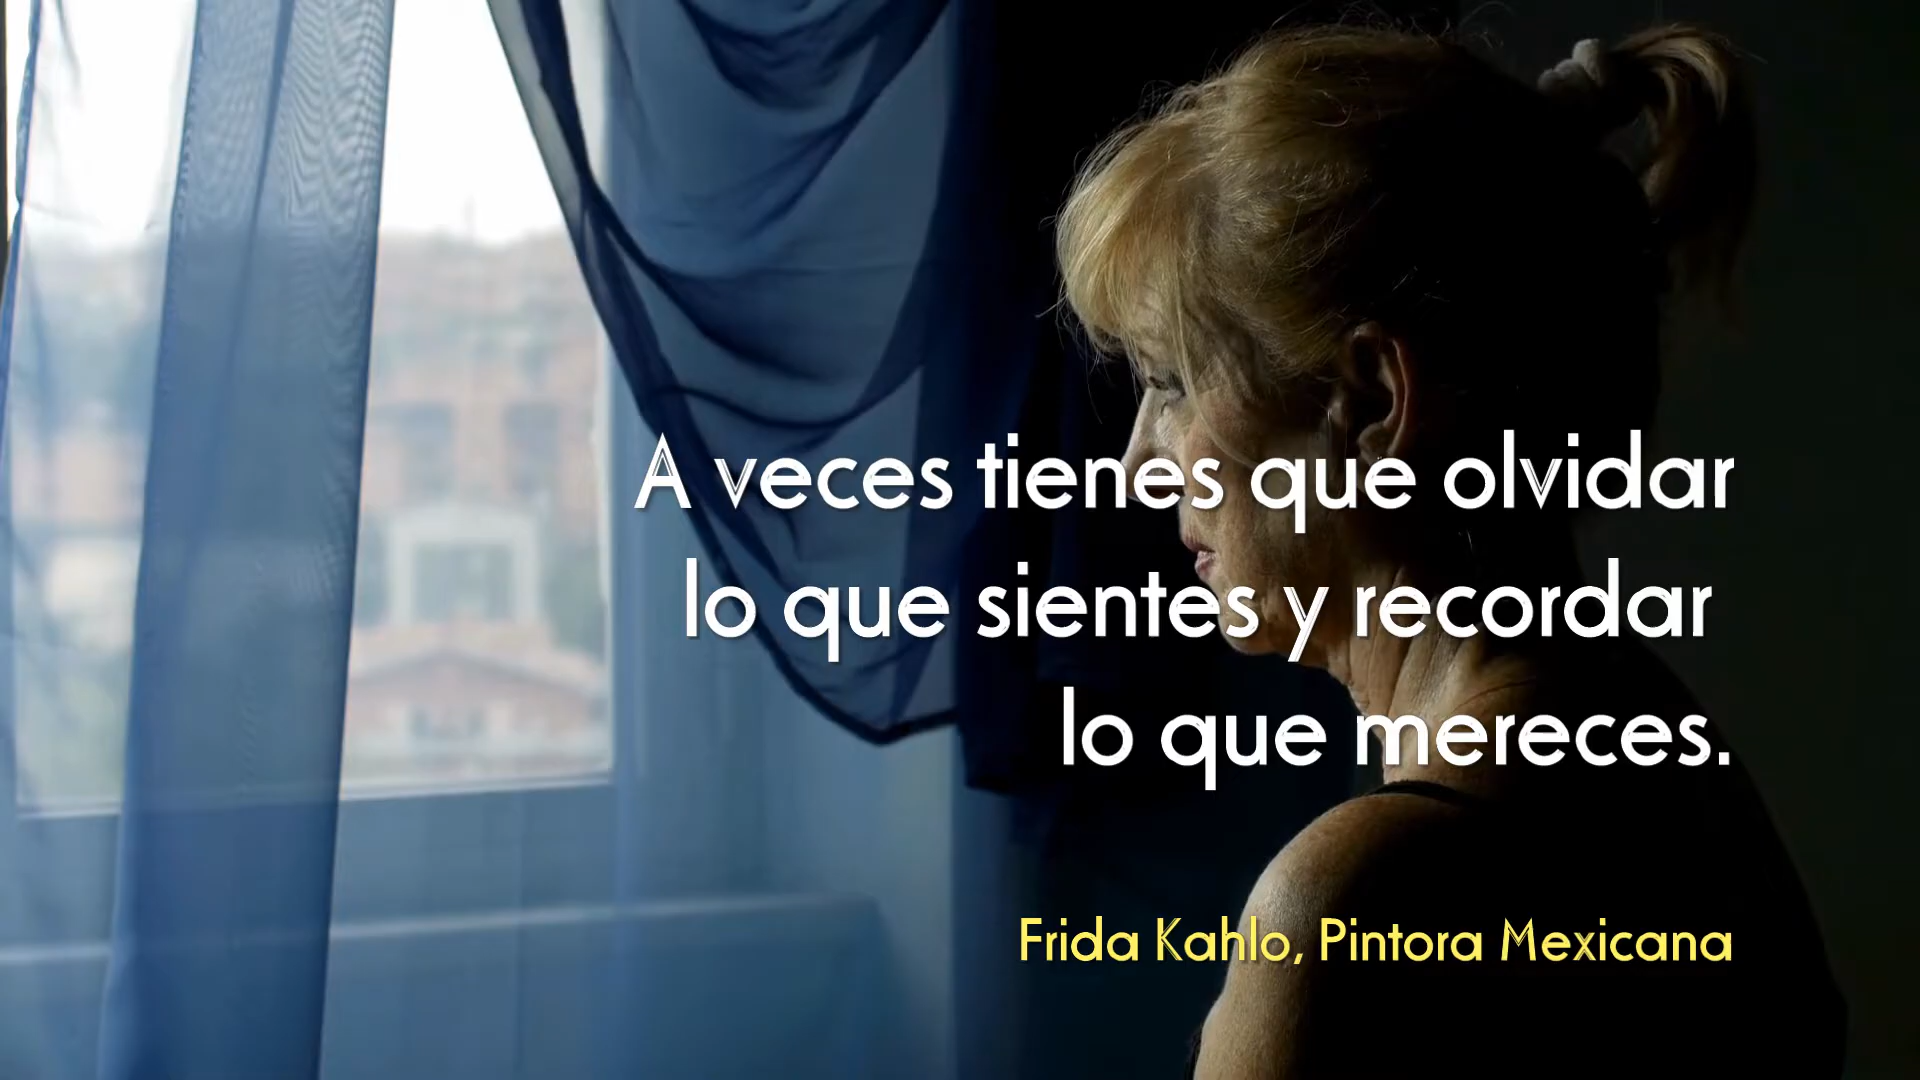 A veces tienes que olvidar
lo que sientes y recordar
lo que mereces.
Frida Kahlo, Pintora Mexicana